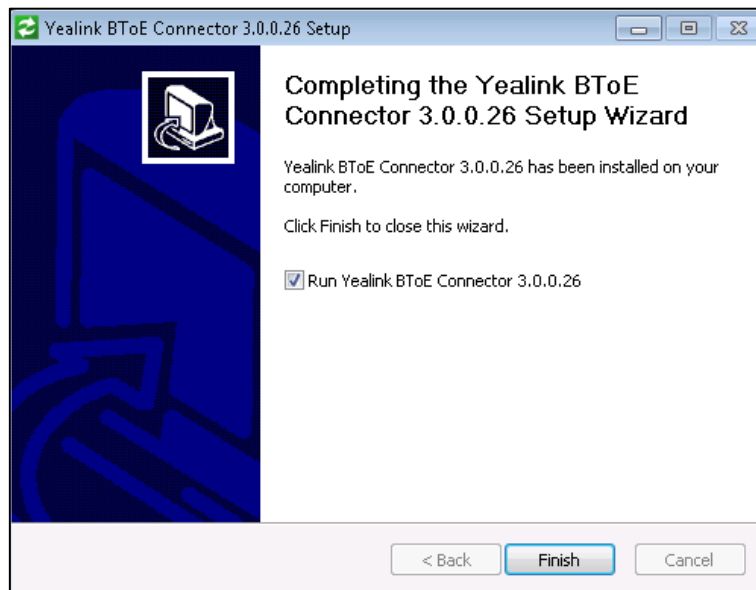 Yealink BToE Connector 3.0.0.26 Setup
Completing the Yealink BToE
Connector 3.0.0.26 Setup Wizard
Yealink BToE Connector 3.0.0.26 has been installed on your
computer.
Click Finish to close this wizard.
Run Yealink BToE Connector 3.0.0.26
< Back
Finish
Cancel